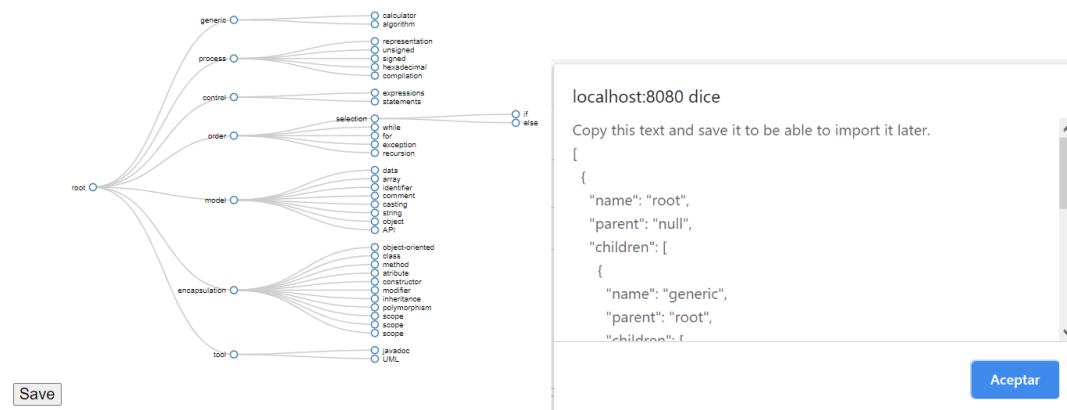 root
generic
calculator
algorithm
process
representation
unsigned
signed
hexadecimal
compilation
control
expressions
statements
order
selection
if
else
while
for
exception
recursion
model
data
array
identifier
comment
casting
string
object
API
encapsulation
object-oriented
class
method
atribute
constructor
modifier
inheritance
polymorphism
scope
scope
scope
tool
javadoc
UML
Save
localhost:8080 dice
Copy this text and save it to be able to import it later.
[
{
"name": "root",
"parent": "null",
"children": [
{
"name": "generic",
"parent": "root",
"children": [
Aceptar